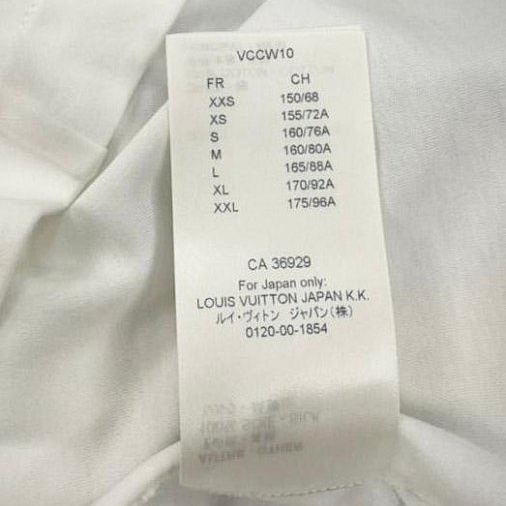 VCCW10
FR CH
XXS 150/68
XS 155/72A
S 160/76A
M 160/80A
L 165/88A
XL 170/92A
XXL 175/96A
CA 36929
For Japan only:
LOUIS VUITTON JAPAN K.K.
ルイ・ヴィトン ジャパン(株)
0120-00-1854